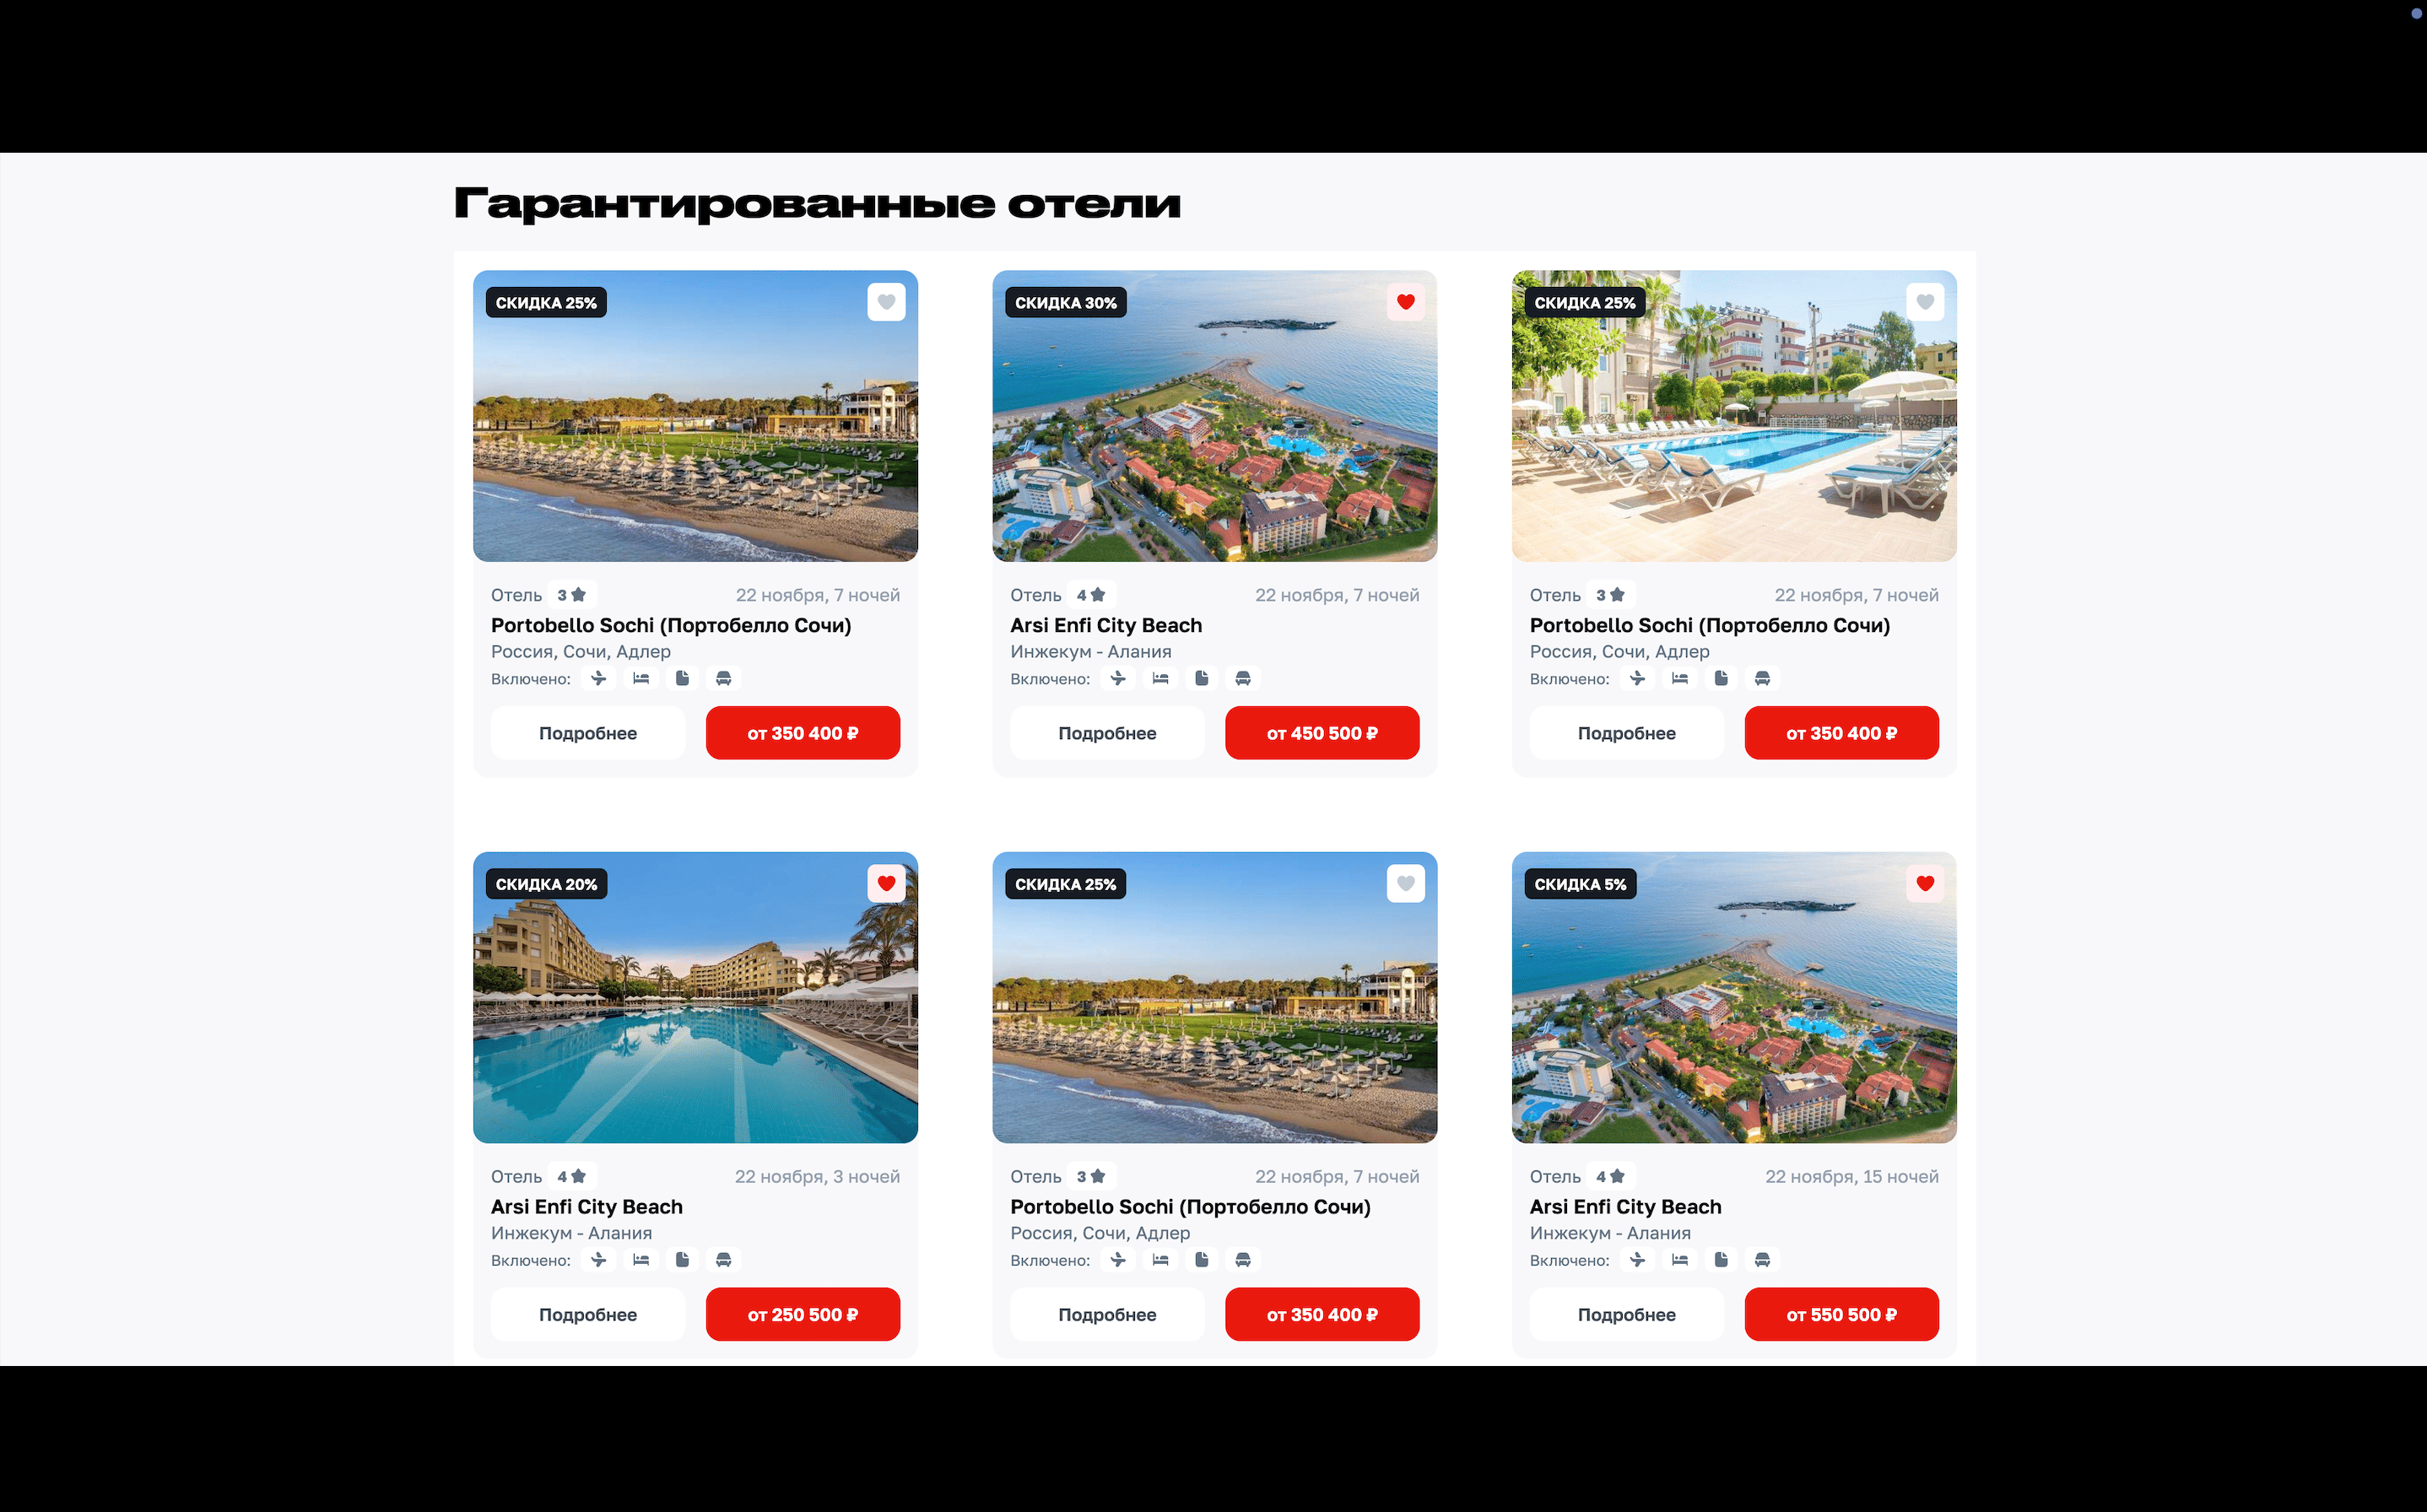 Гарантированные отели
СКИДКА 25%
Отель 3
22 ноября, 7 ночей
Portobello Sochi (Портобелло Сочи)
Россия, Сочи, Адлер
Включено:
Подробнее
от 350 400 ₽
СКИДКА 30%
Отель 4
22 ноября, 7 ночей
Arsi Enfi City Beach
Инжекум - Алания
Включено:
Подробнее
от 450 500 ₽
СКИДКА 25%
Отель 3
22 ноября, 7 ночей
Portobello Sochi (Портобелло Сочи)
Россия, Сочи, Адлер
Включено:
Подробнее
от 350 400 ₽
СКИДКА 20%
Отель 4
22 ноября, 3 ночей
Arsi Enfi City Beach
Инжекум - Алания
Включено:
Подробнее
от 250 500 ₽
СКИДКА 25%
Отель 3
22 ноября, 7 ночей
Portobello Sochi (Портобелло Сочи)
Россия, Сочи, Адлер
Включено:
Подробнее
от 350 400 ₽
СКИДКА 5%
Отель 4
22 ноября, 15 ночей
Arsi Enfi City Beach
Инжекум - Алания
Включено:
Подробнее
от 550 500 ₽